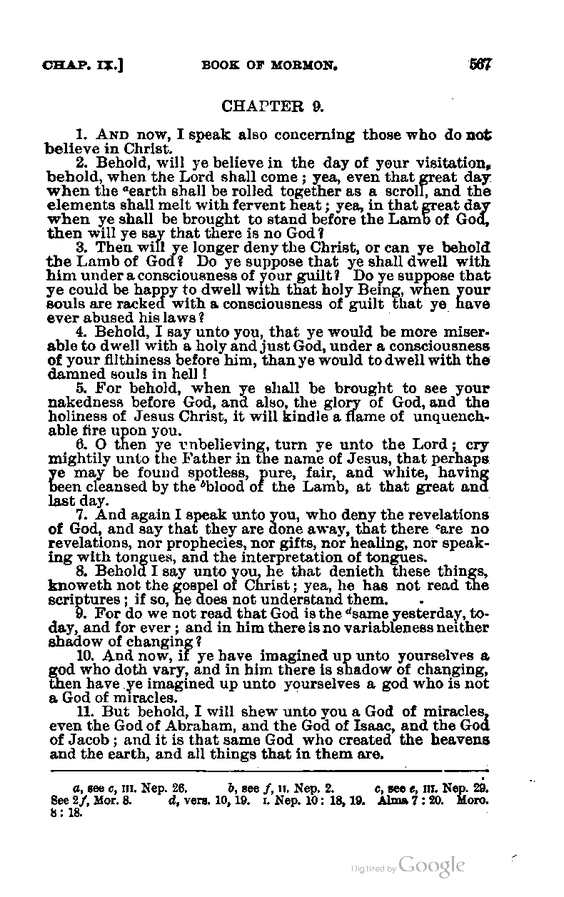 CHAP. IX.] BOOK OF MORMON. 567
CHAPTER 9.
1. AND now, I speak also concerning those who do not
believe in Christ.
2. Behold, will ye believe in the day of your visitation,
behold, when the Lord shall come; yea, even that great day
when the ᵃearth shall be rolled together as a scroll, and the
elements shall melt with fervent heat; yea, in that great day
when ye shall be brought to stand before the Lamb of God,
then will ye say that there is no God?
3. Then will ye longer deny the Christ, or can ye behold
the Lamb of God? Do ye suppose that ye shall dwell with
him under a consciousness of your guilt? Do ye suppose that
ye could be happy to dwell with that holy Being, when your
souls are racked with a consciousness of guilt that ye have
ever abused his laws?
4. Behold, I say unto you, that ye would be more miser-
able to dwell with a holy and just God, under a consciousness
of your filthiness before him, than ye would to dwell with the
damned souls in hell!
5. For behold, when ye shall be brought to see your
nakedness before God, and also, the glory of God, and the
holiness of Jesus Christ, it will kindle a flame of unquench-
able fire upon you.
6. O then ye unbelieving, turn ye unto the Lord; cry
mightily unto the Father in the name of Jesus, that perhaps
ye may be found spotless, pure, fair, and white, having
been cleansed by the ᵇblood of the Lamb, at that great and
last day.
7. And again I speak unto you, who deny the revelations
of God, and say that they are done away, that there ᶜare no
revelations, nor prophecies, nor gifts, nor healing, nor speak-
ing with tongues, and the interpretation of tongues.
8. Behold I say unto you, he that denieth these things,
knoweth not the gospel of Christ; yea, he has not read the
scriptures; if so, he does not understand them.
9. For do we not read that God is the ᵈsame yesterday, to-
day, and for ever; and in him there is no variableness neither
shadow of changing?
10. And now, if ye have imagined up unto yourselves a
god who doth vary, and in him there is shadow of changing,
then have ye imagined up unto yourselves a god who is not
a God of miracles.
11. But behold, I will shew unto you a God of miracles,
even the God of Abraham, and the God of Isaac, and the God
of Jacob; and it is that same God who created the heavens
and the earth, and all things that in them are.
a, see c, III. Nep. 26. b, see f, II. Nep. 2. c, see e, III. Nep. 29.
See 2f, Mor. 8. d, vers. 10, 19. I. Nep. 10: 18, 19. Alma 7: 20. Moro.
8: 18.
Digitized by Google